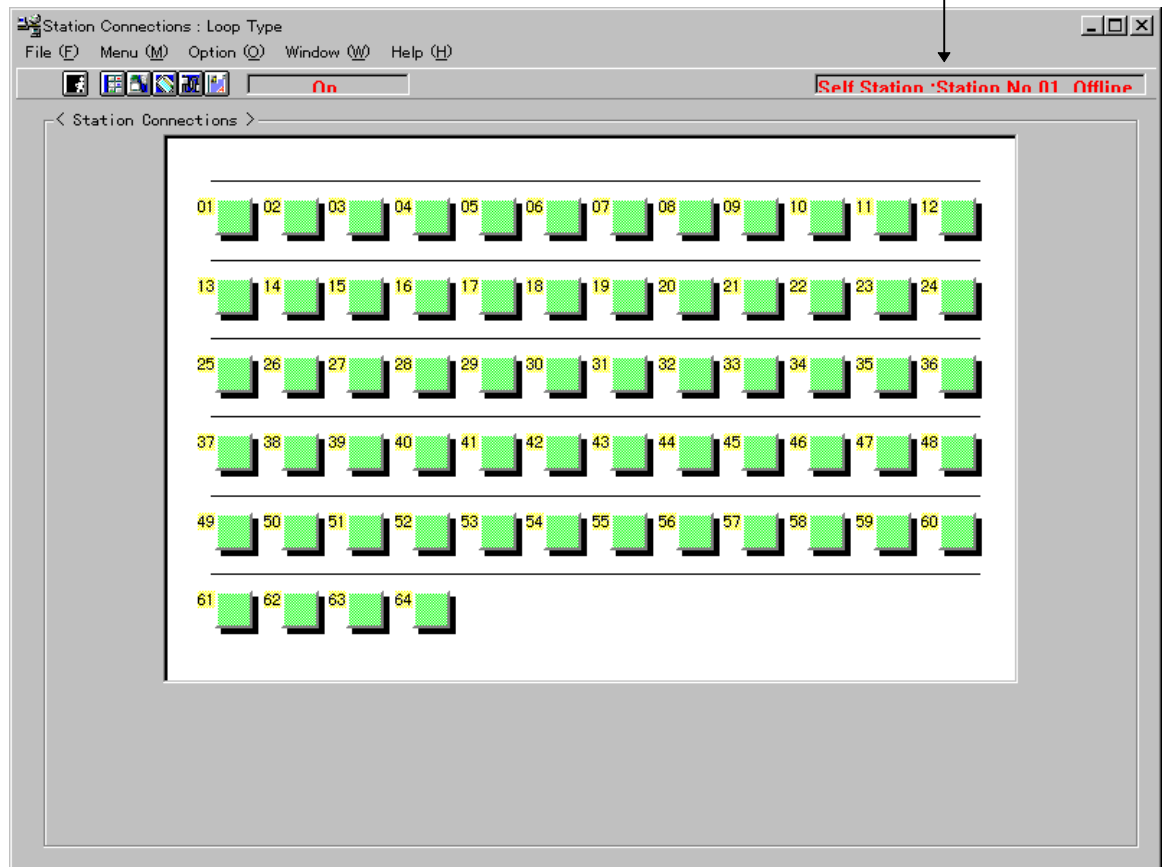 Station Connections : Loop Type
File (F) Menu (M) Option (O) Window (W) Help (H)
On Self Station :Station No 01 Offline
< Station Connections >
01 02 03 04 05 06 07 08 09 10 11 12
13 14 15 16 17 18 19 20 21 22 23 24
25 26 27 28 29 30 31 32 33 34 35 36
37 38 39 40 41 42 43 44 45 46 47 48
49 50 51 52 53 54 55 56 57 58 59 60
61 62 63 64